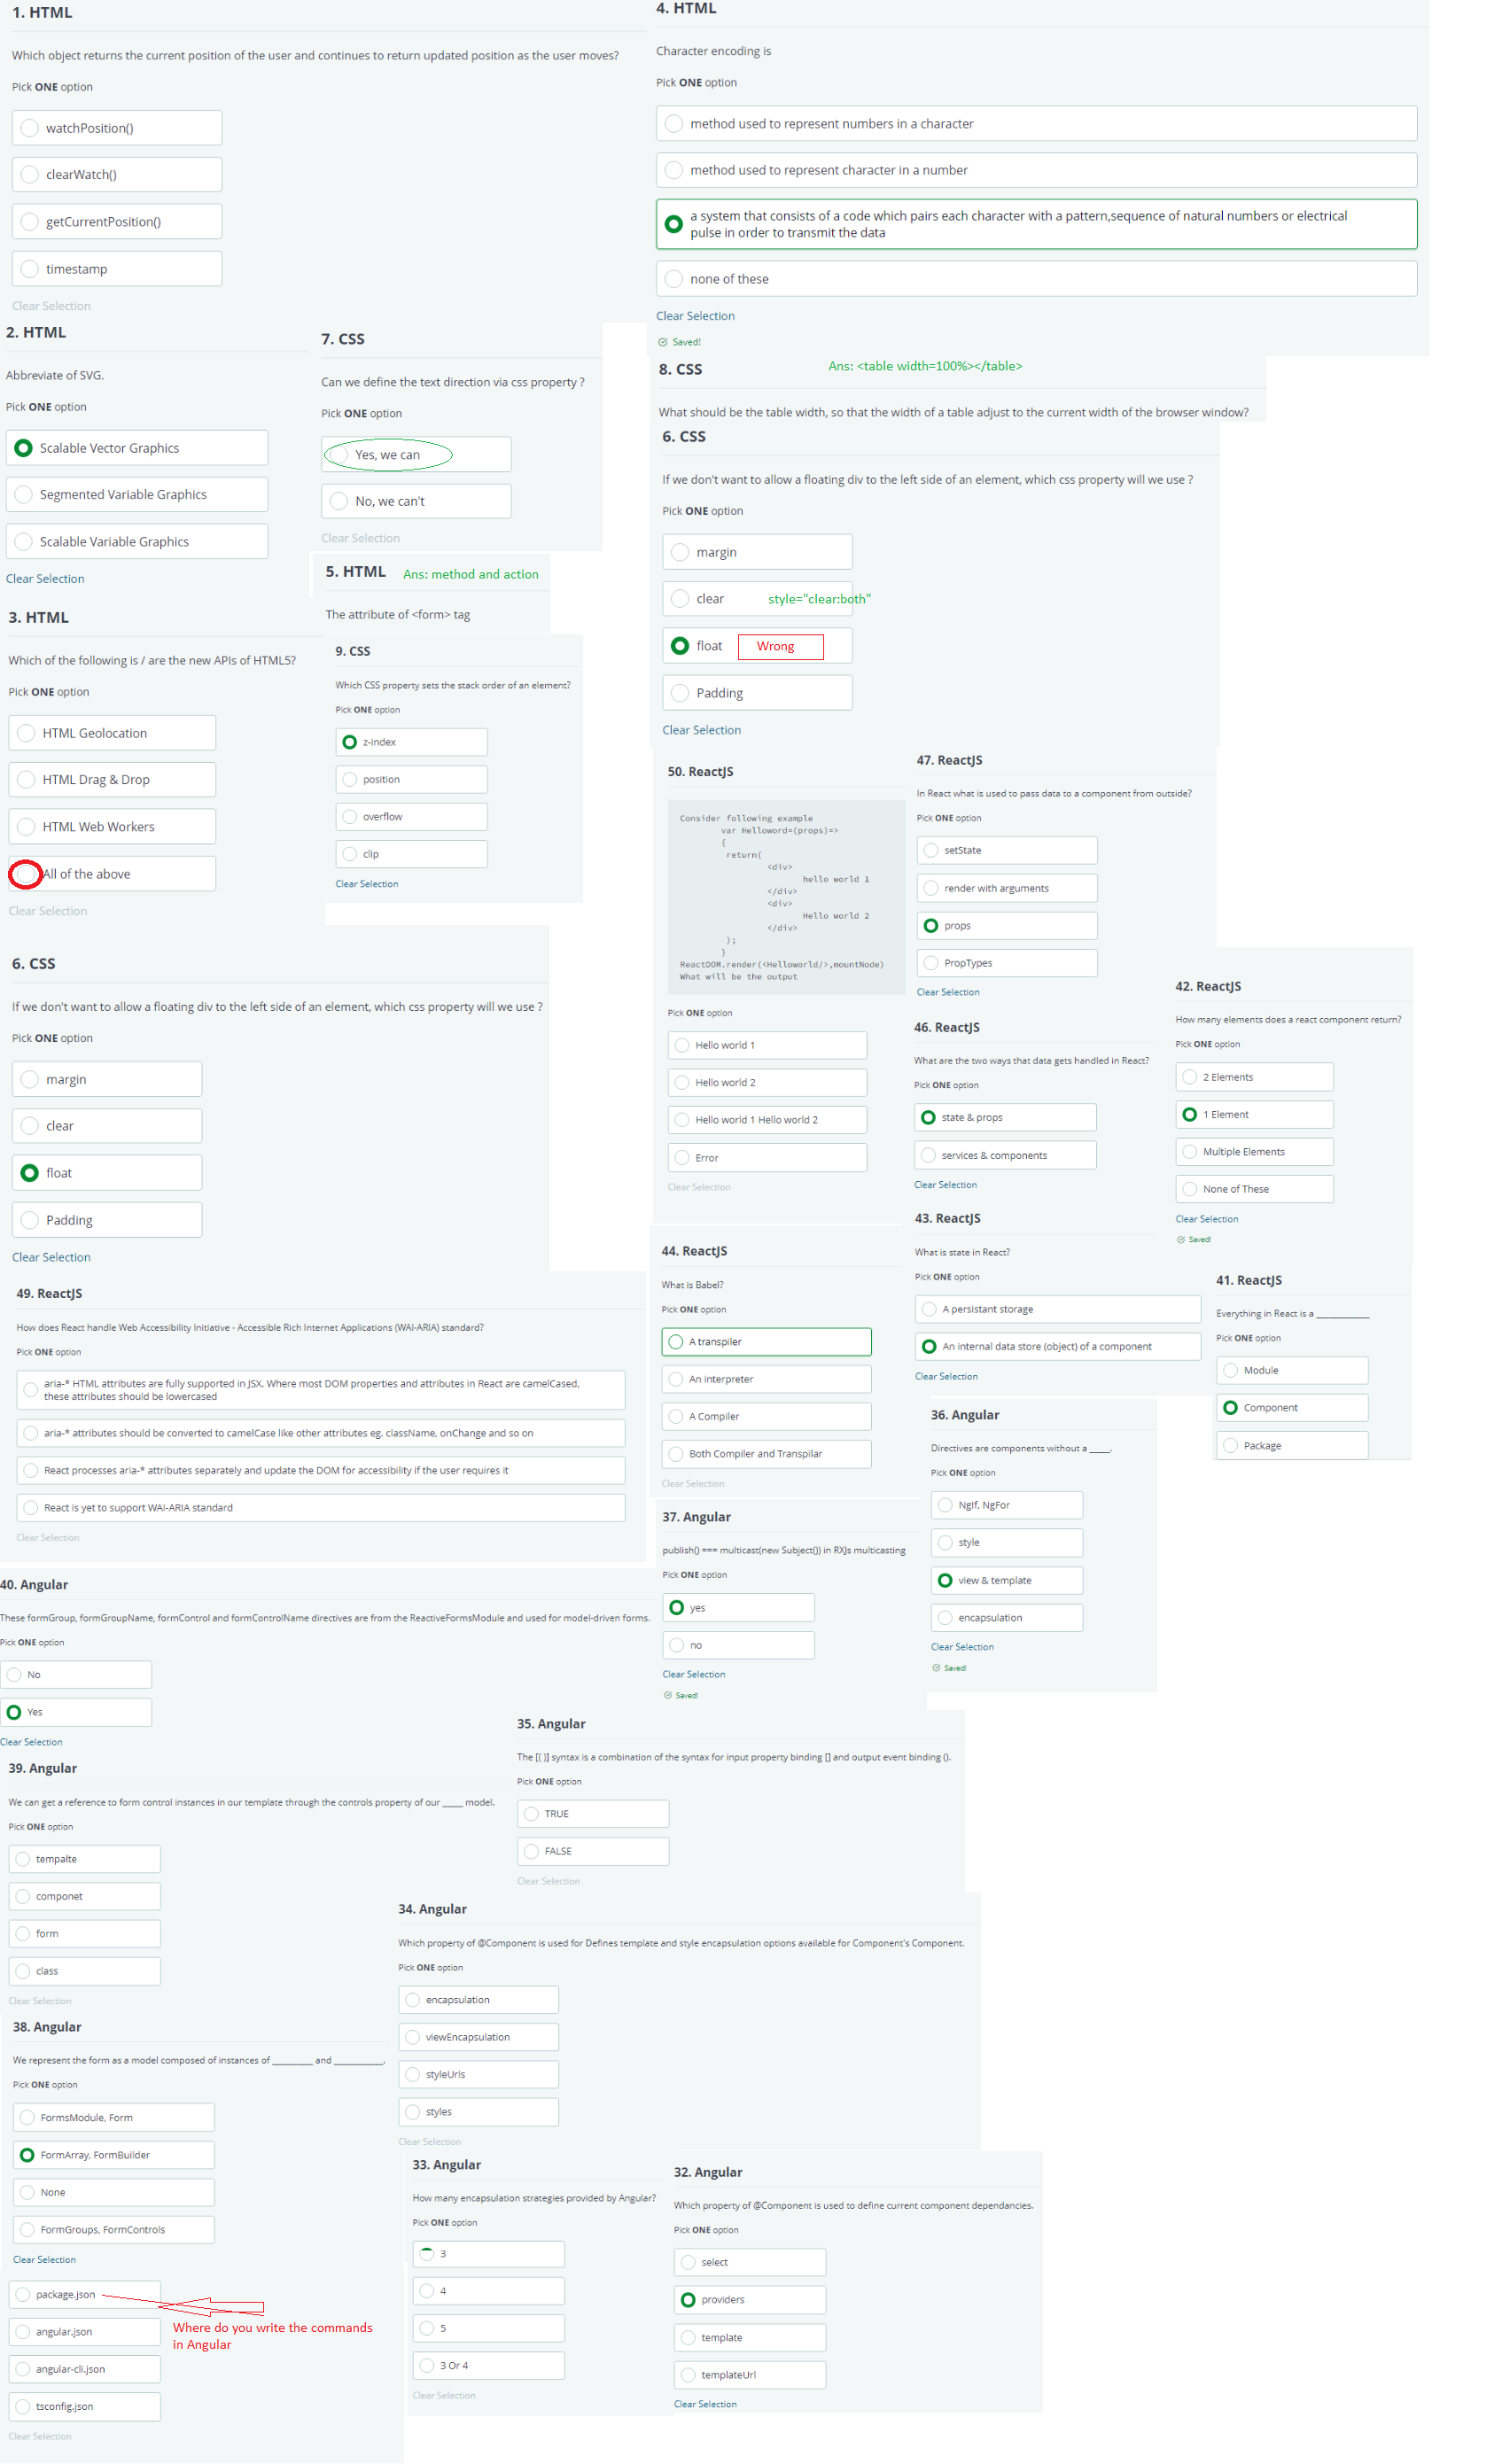 1. HTML
Which object returns the current position of the user and continues to return updated position as the user moves?
Pick ONE option
watchPosition()
clearWatch()
getCurrentPosition()
timestamp
Clear Selection
4. HTML
Character encoding is
Pick ONE option
method used to represent numbers in a character
method used to represent character in a number
a system that consists of a code which pairs each character with a pattern,sequence of natural numbers or electrical
pulse in order to transmit the data
none of these
Clear Selection
Saved!
2. HTML
Abbreviate of SVG.
Pick ONE option
Scalable Vector Graphics
Segmented Variable Graphics
Scalable Variable Graphics
Clear Selection
7. CSS
Can we define the text direction via css property ?
Pick ONE option
Yes, we can
No, we can't
Clear Selection
8. CSS
Ans: <table width=100%></table>
What should be the table width, so that the width of a table adjust to the current width of the browser window?
6. CSS
If we don't want to allow a floating div to the left side of an element, which css property will we use ?
Pick ONE option
margin
clear
style="clear:both"
float
Wrong
Padding
Clear Selection
5. HTML
Ans: method and action
The attribute of <form> tag
3. HTML
Which of the following is / are the new APIs of HTML5?
Pick ONE option
HTML Geolocation
HTML Drag & Drop
HTML Web Workers
All of the above
Clear Selection
9. CSS
Which CSS property sets the stack order of an element?
Pick ONE option
z-index
position
overflow
clip
Clear Selection
6. CSS
If we don't want to allow a floating div to the left side of an element, which css property will we use ?
Pick ONE option
margin
clear
float
Padding
Clear Selection
50. ReactJS
Consider following example
var Helloword=(props)=>
{
return(
<div>
hello world 1
</div>
<div>
Hello world 2
</div>
);
}
ReactDOM.render(<Helloworld/>,mountNode)
What will be the output
Pick ONE option
Hello world 1
Hello world 2
Hello world 1 Hello world 2
Error
Clear Selection
47. ReactJS
In React what is used to pass data to a component from outside?
Pick ONE option
setState
render with arguments
props
PropTypes
Clear Selection
46. ReactJS
What are the two ways that data gets handled in React?
Pick ONE option
state & props
services & components
Clear Selection
42. ReactJS
How many elements does a react component return?
Pick ONE option
2 Elements
1 Element
Multiple Elements
None of These
Clear Selection
Saved!
49. ReactJS
How does React handle Web Accessibility Initiative - Accessible Rich Internet Applications (WAI-ARIA) standard?
Pick ONE option
aria-* HTML attributes are fully supported in JSX. Where most DOM properties and attributes in React are camelCased,
these attributes should be lowercased
aria-* attributes should be converted to camelCase like other attributes eg. className, onChange and so on
React processes aria-* attributes separately and update the DOM for accessibility if the user requires it
React is yet to support WAI-ARIA standard
Clear Selection
44. ReactJS
What is Babel?
Pick ONE option
A transpiler
An interpreter
A Compiler
Both Compiler and Transpilar
Clear Selection
43. ReactJS
What is state in React?
Pick ONE option
A persistant storage
An internal data store (object) of a component
Clear Selection
41. ReactJS
Everything in React is a _____________
Pick ONE option
Module
Component
Package
37. Angular
publish() === multicast(new Subject()) in RXJs multicasting
Pick ONE option
yes
no
Clear Selection
Saved!
36. Angular
Directives are components without a _____.
Pick ONE option
NgIf, NgFor
style
view & template
encapsulation
Clear Selection
Saved!
40. Angular
These formGroup, formGroupName, formControl and formControlName directives are from the ReactiveFormsModule and used for model-driven forms.
Pick ONE option
No
Yes
Clear Selection
39. Angular
We can get a reference to form control instances in our template through the controls property of our _____ model.
Pick ONE option
tempalte
componet
form
class
Clear Selection
35. Angular
The [( )] syntax is a combination of the syntax for input property binding [] and output event binding ().
Pick ONE option
TRUE
FALSE
Clear Selection
34. Angular
Which property of @Component is used for Defines template and style encapsulation options available for Component's Component.
Pick ONE option
encapsulation
viewEncapsulation
styleUrls
styles
Clear Selection
38. Angular
We represent the form as a model composed of instances of __________ and ____________.
Pick ONE option
FormsModule, Form
FormArray, FormBuilder
None
FormGroups, FormControls
Clear Selection
package.json
angular.json
angular-cli.json
tsconfig.json
Clear Selection
Where do you write the commands
in Angular
33. Angular
How many encapsulation strategies provided by Angular?
Pick ONE option
3
4
5
3 Or 4
Clear Selection
32. Angular
Which property of @Component is used to define current component dependancies.
Pick ONE option
select
providers
template
templateUrl
Clear Selection